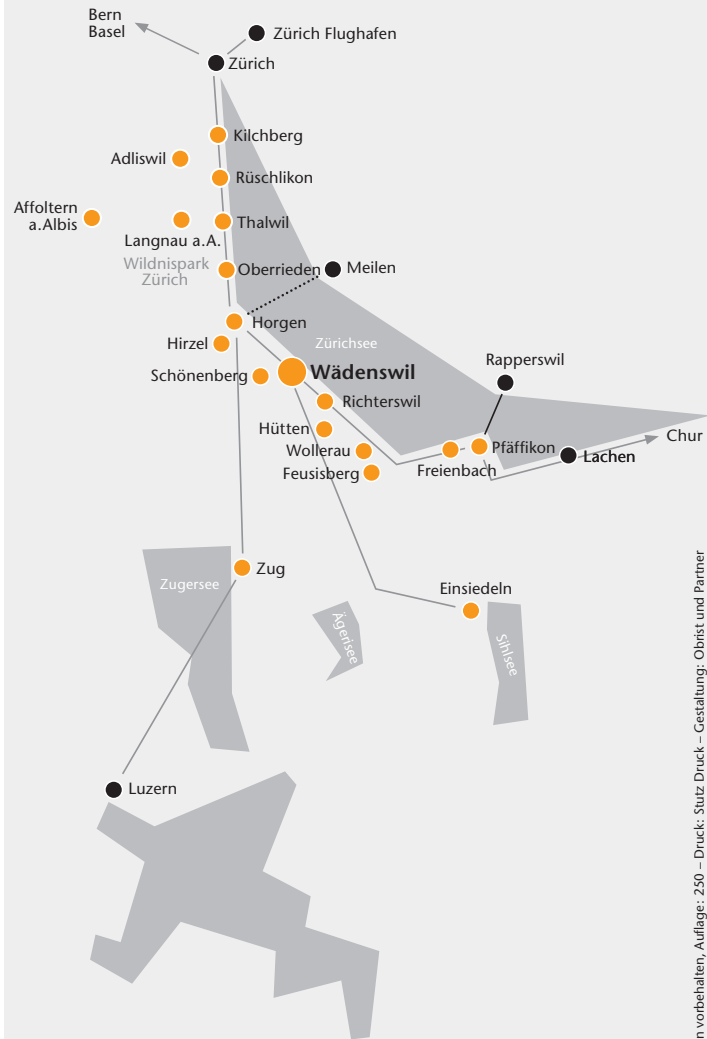 Bern
Basel
Zürich Flughafen
Zürich
Kilchberg
Adliswil
Rüschlikon
Affoltern
a.Albis
Thalwil
Langnau a.A.
Wildnispark
Zürich
Oberrieden
Meilen
Horgen
Hirzel
Zürichsee
Rapperswil
Schönenberg
Wädenswil
Richterswil
Hütten
Wollerau
Feusisberg
Freienbach
Pfäffikon
Lachen
Chur
Zug
Zugersee
Ägerisee
Einsiedeln
Sihlsee
Luzern
n vorbehalten, Auflage: 250 – Druck: Stutz Druck – Gestaltung: Obrist und Partner